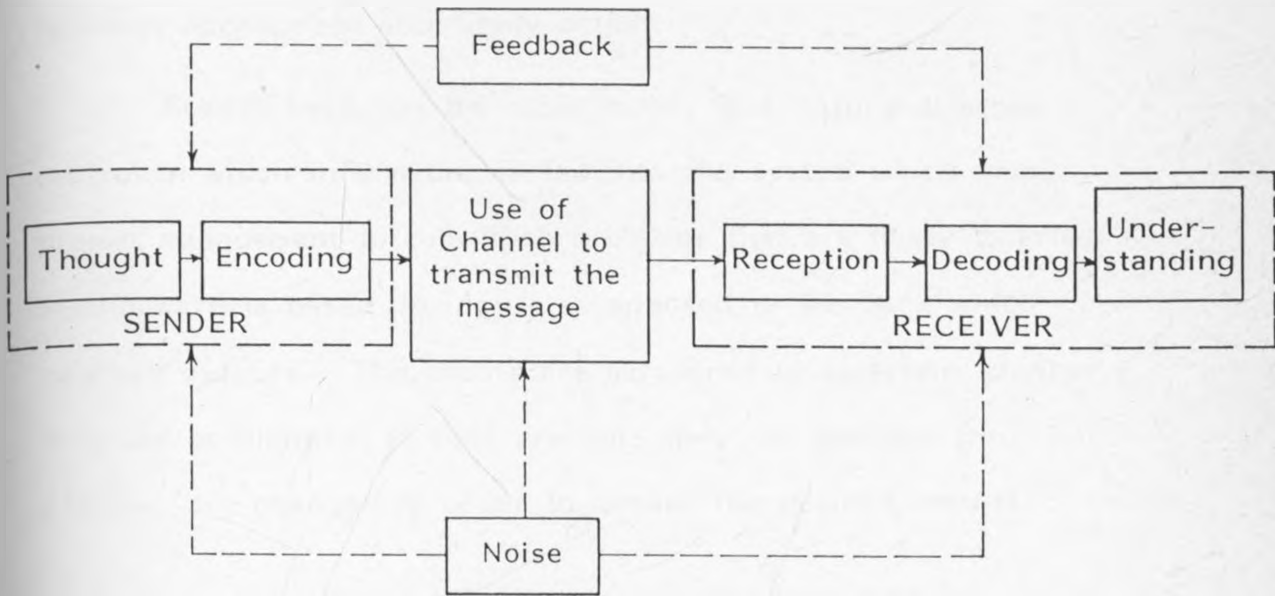 Feedback
Thought
Encoding
SENDER
Use of
Channel to
transmit the
message
Reception
Decoding
Under-
standing
RECEIVER
Noise